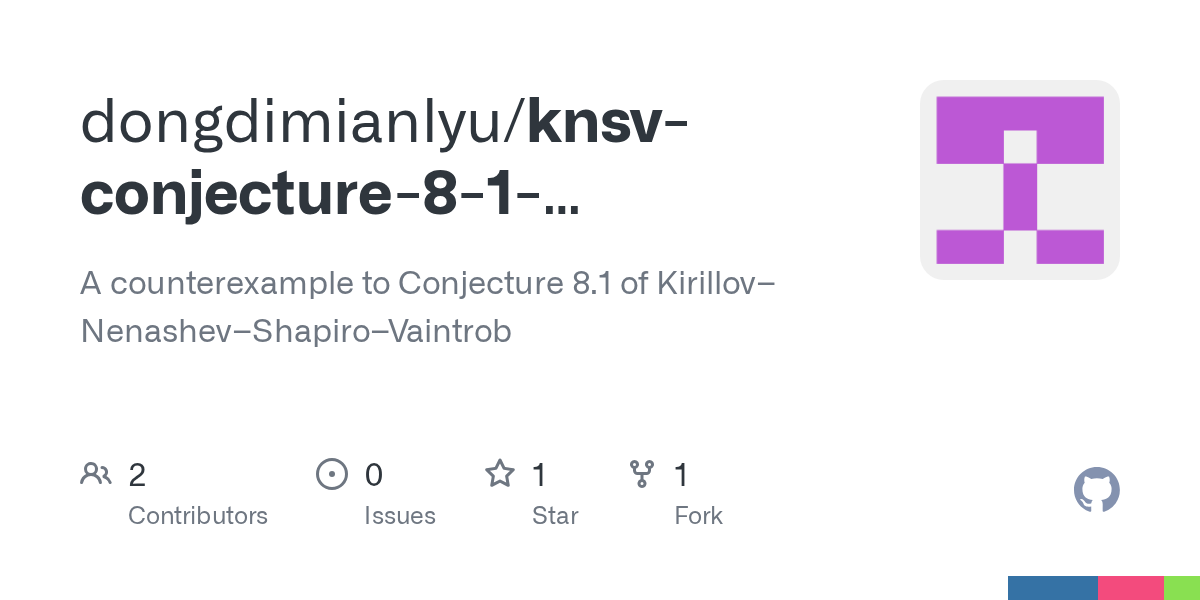 dongdimianlyu/knsv-
conjecture-8-1-...
A counterexample to Conjecture 8.1 of Kirillov–
Nenashev–Shapiro–Vaintrob
2 0 1 1
Contributors Issues Star Fork